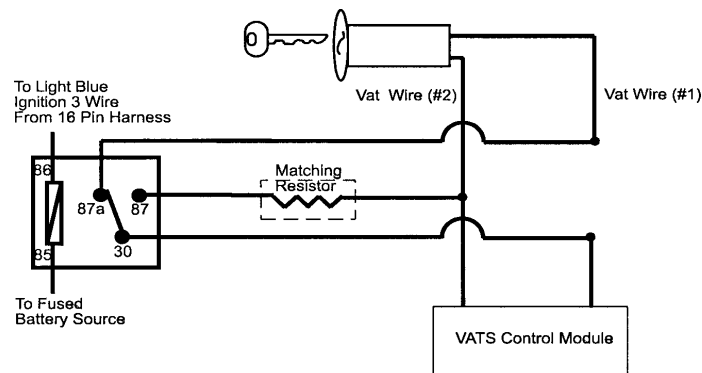 To Light Blue
Ignition 3 Wire
From 16 Pin Harness
Vat Wire (#2)
Vat Wire (#1)
86
87a
87
Matching
Resistor
30
85
To Fused
Battery Source
VATS Control Module